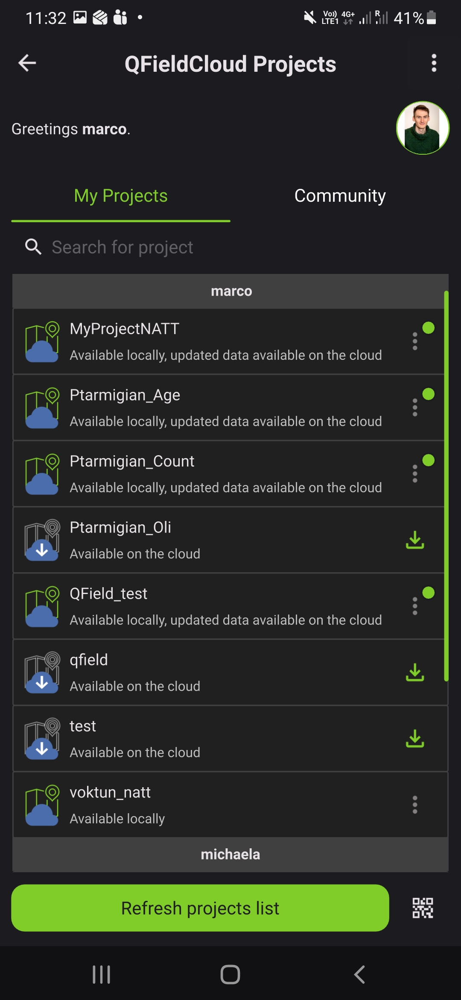 11:32
Vo)) 4G+ R 41%
LTE1
QFieldCloud Projects
Greetings marco.
My Projects
Community
Search for project
marco
MyProjectNATT
Available locally, updated data available on the cloud
Ptarmigian_Age
Available locally, updated data available on the cloud
Ptarmigian_Count
Available locally, updated data available on the cloud
Ptarmigian_Oli
Available on the cloud
QField_test
Available locally, updated data available on the cloud
qfield
Available on the cloud
test
Available on the cloud
voktun_natt
Available locally
michaela
Refresh projects list